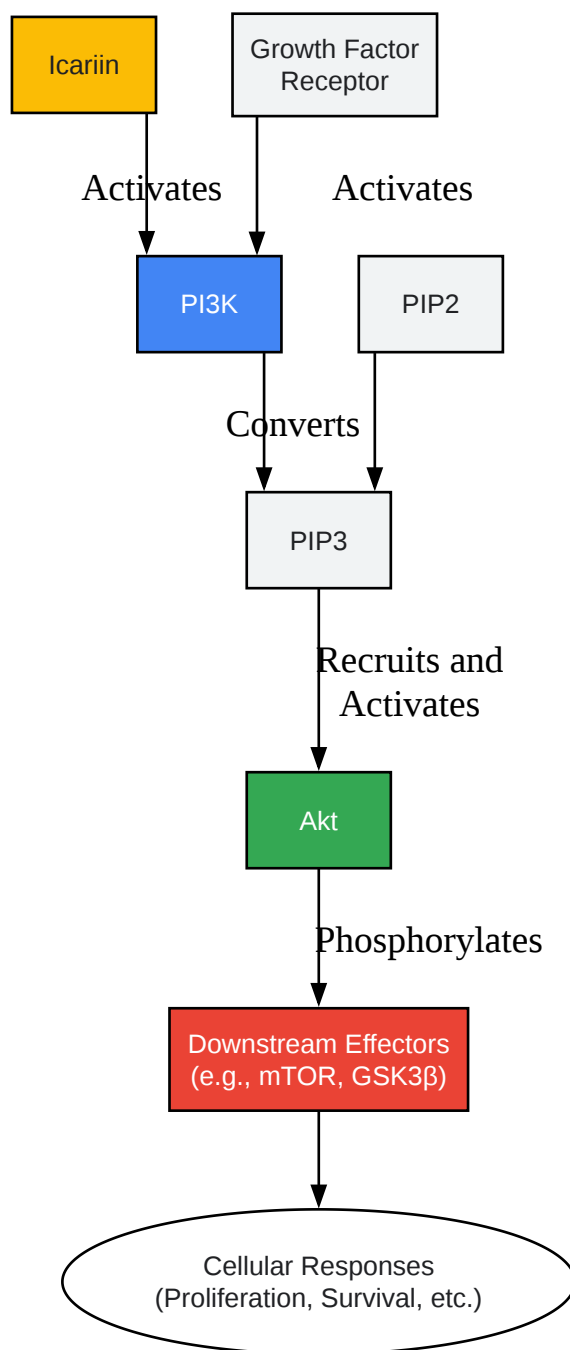 Icariin
Growth Factor
Receptor
Activates
Activates
PI3K
PIP2
Converts
PIP3
Recruits and
Activates
Akt
Phosphorylates
Downstream Effectors
(e.g., mTOR, GSK3β)
Cellular Responses
(Proliferation, Survival, etc.)